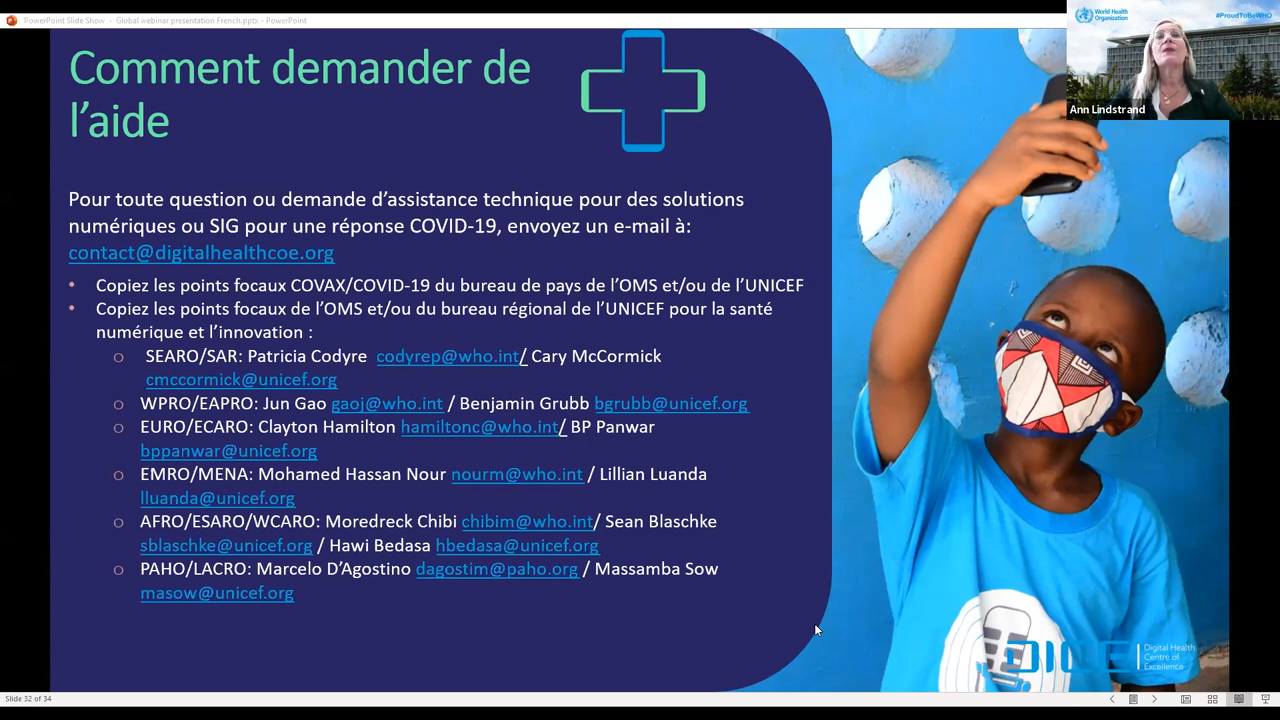 PowerPoint Slide Show - Global webinar presentation French.pptx - PowerPoint
World Health
Organization
#ProudToBeWHO
Ann Lindstrand
Comment demander de
l’aide
Pour toute question ou demande d’assistance technique pour des solutions
numériques ou SIG pour une réponse COVID-19, envoyez un e-mail à:
contact@digitalhealthcoe.org
• Copiez les points focaux COVAX/COVID-19 du bureau de pays de l’OMS et/ou de l’UNICEF
• Copiez les points focaux de l’OMS et/ou du bureau régional de l’UNICEF pour la santé
numérique et l’innovation :
o SEARO/SAR: Patricia Codyre codyrep@who.int/ Cary McCormick
cmccormick@unicef.org
o WPRO/EAPRO: Jun Gao gaoj@who.int / Benjamin Grubb bgrubb@unicef.org
o EURO/ECARO: Clayton Hamilton hamiltonc@who.int/ BP Panwar
bppanwar@unicef.org
o EMRO/MENA: Mohamed Hassan Nour nourm@who.int / Lillian Luanda
lluanda@unicef.org
o AFRO/ESARO/WCARO: Moredreck Chibi chibim@who.int/ Sean Blaschke
sblaschke@unicef.org / Hawi Bedasa hbedasa@unicef.org
o PAHO/LACRO: Marcelo D’Agostino dagostim@paho.org / Massamba Sow
masow@unicef.org
Digital Health
Centre of
Excellence
Slide 32 of 34